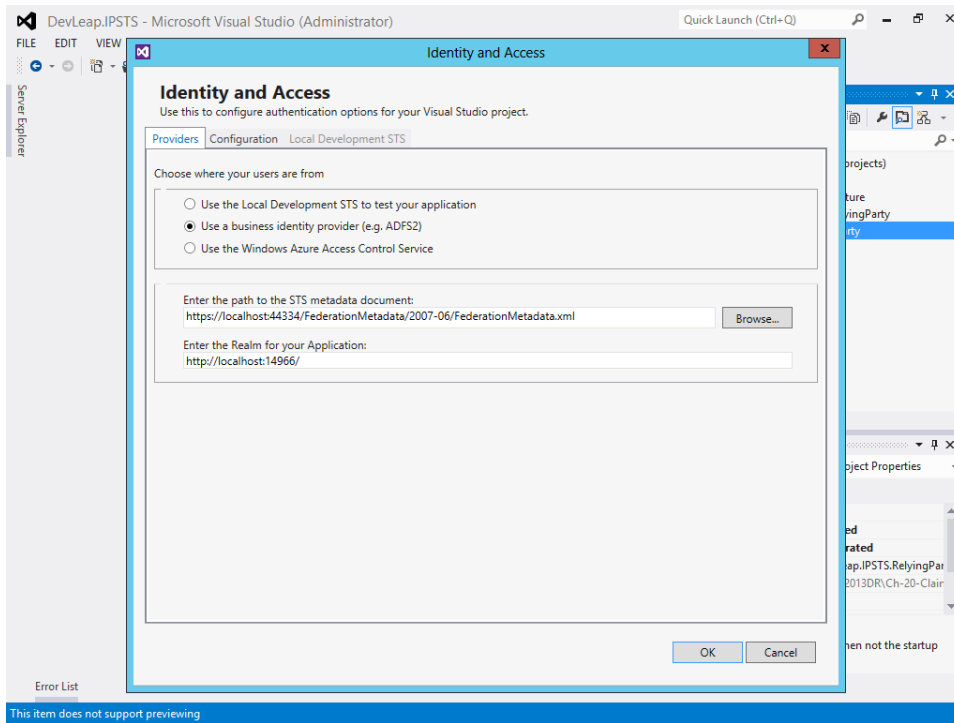 DevLeap.IPSTS - Microsoft Visual Studio (Administrator)
Quick Launch (Ctrl+Q)
FILE EDIT VIEW
Identity and Access
x
Server Explorer
Identity and Access
Use this to configure authentication options for your Visual Studio project.
Providers Configuration Local Development STS
Choose where your users are from
Use the Local Development STS to test your application
Use a business identity provider (e.g. ADFS2)
Use the Windows Azure Access Control Service
Enter the path to the STS metadata document:
https://localhost:44334/FederationMetadata/2007-06/FederationMetadata.xml
Browse...
Enter the Realm for your Application:
http://localhost:14966/
OK Cancel
projects)
ture
yingParty
rty
oject Properties
ed
rated
ap.IPSTS.RelyingPar
2013DR\Ch-20-Clair
hen not the startup
Error List
This item does not support previewing